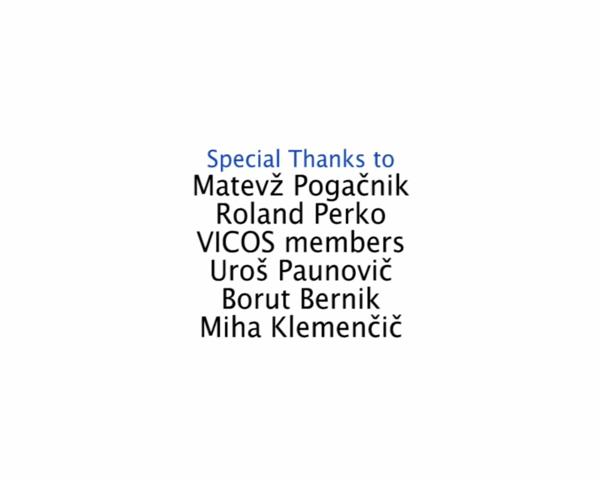 Special Thanks to
Matevž Pogačnik
Roland Perko
VICOS members
Uroš Paunovič
Borut Bernik
Miha Klemenčič